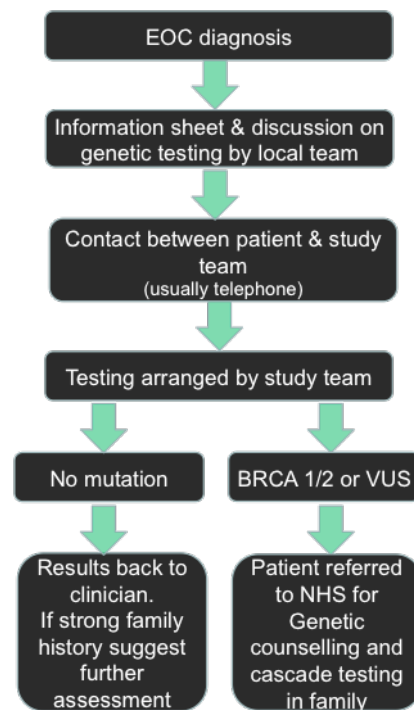 EOC diagnosis
Information sheet & discussion on
genetic testing by local team
Contact between patient & study
team
(usually telephone)
Testing arranged by study team
No mutation
BRCA 1/2 or VUS
Results back to
clinician.
If strong family
history suggest
further
assessment
Patient referred
to NHS for
Genetic
counselling and
cascade testing
in family